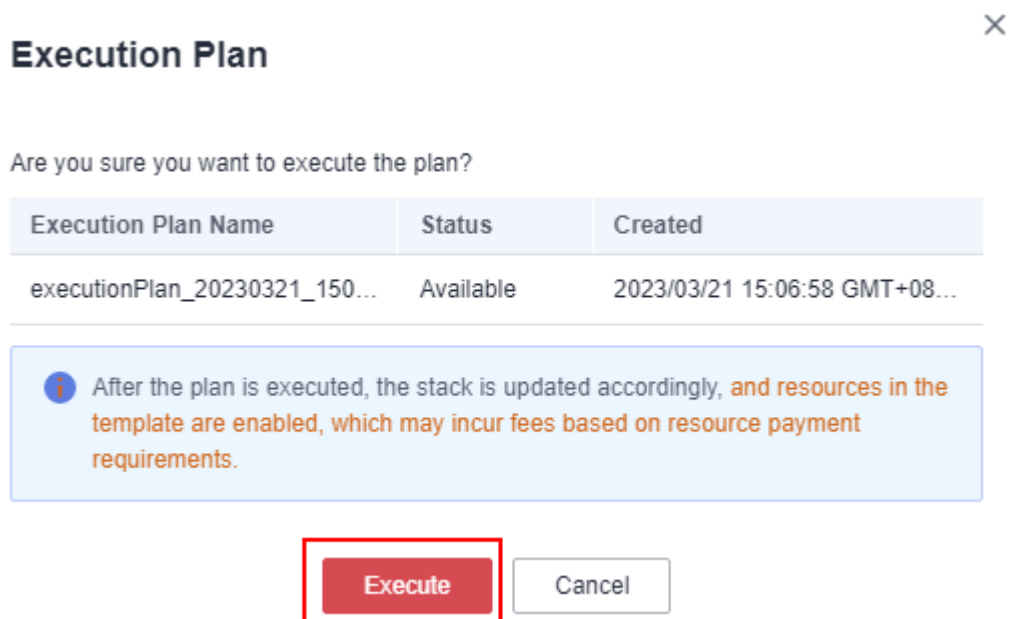 Execution Plan
Are you sure you want to execute the plan?
Execution Plan Name Status Created
executionPlan_20230321_150... Available 2023/03/21 15:06:58 GMT+08...
After the plan is executed, the stack is updated accordingly, and resources in the
template are enabled, which may incur fees based on resource payment
requirements.
Execute Cancel